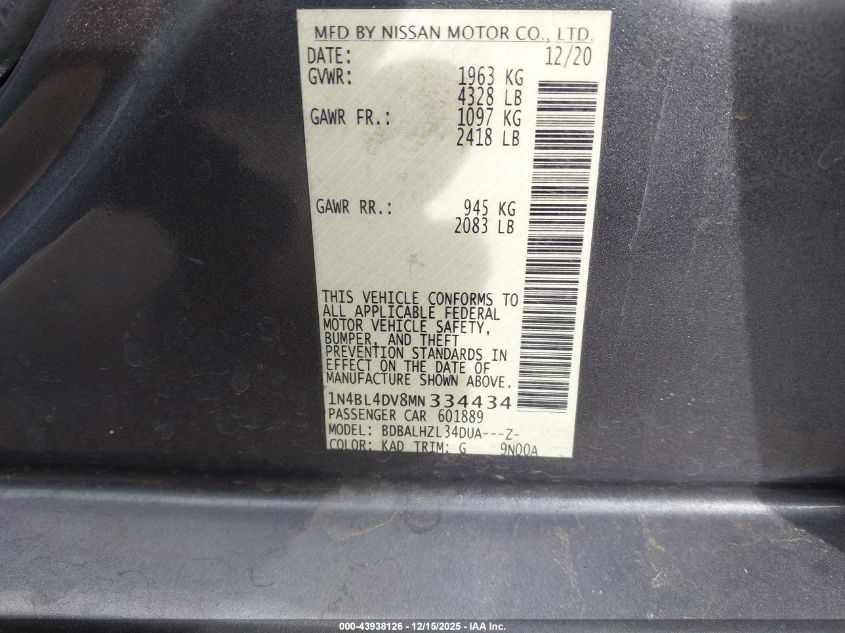 MFD BY NISSAN MOTOR CO., LTD.
DATE: 12/20
GVWR: 1963 KG
4328 LB
GAWR FR.: 1097 KG
2418 LB
GAWR RR.: 945 KG
2083 LB
THIS VEHICLE CONFORMS TO
ALL APPLICABLE FEDERAL
MOTOR VEHICLE SAFETY,
BUMPER, AND THEFT
PREVENTION STANDARDS IN
EFFECT ON THE DATE OF
MANUFACTURE SHOWN ABOVE.
1N4BL4DV8MN334434
PASSENGER CAR 601889
MODEL: BDBALHZL34DUA---Z-
COLOR: KAD TRIM: G 9N00A
000-43938126 - 12/15/2025 - IAA Inc.